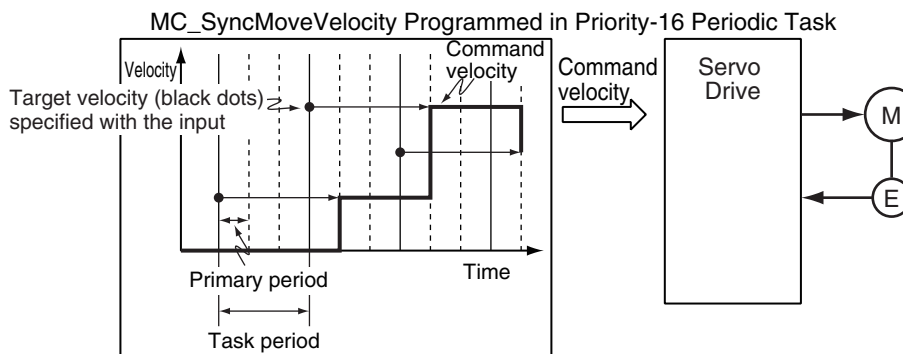 MC_SyncMoveVelocity Programmed in Priority-16 Periodic Task
Velocity
Command
velocity
Target velocity (black dots)
specified with the input
Primary period
Time
Task period
Command
velocity
Servo
Drive
M
E